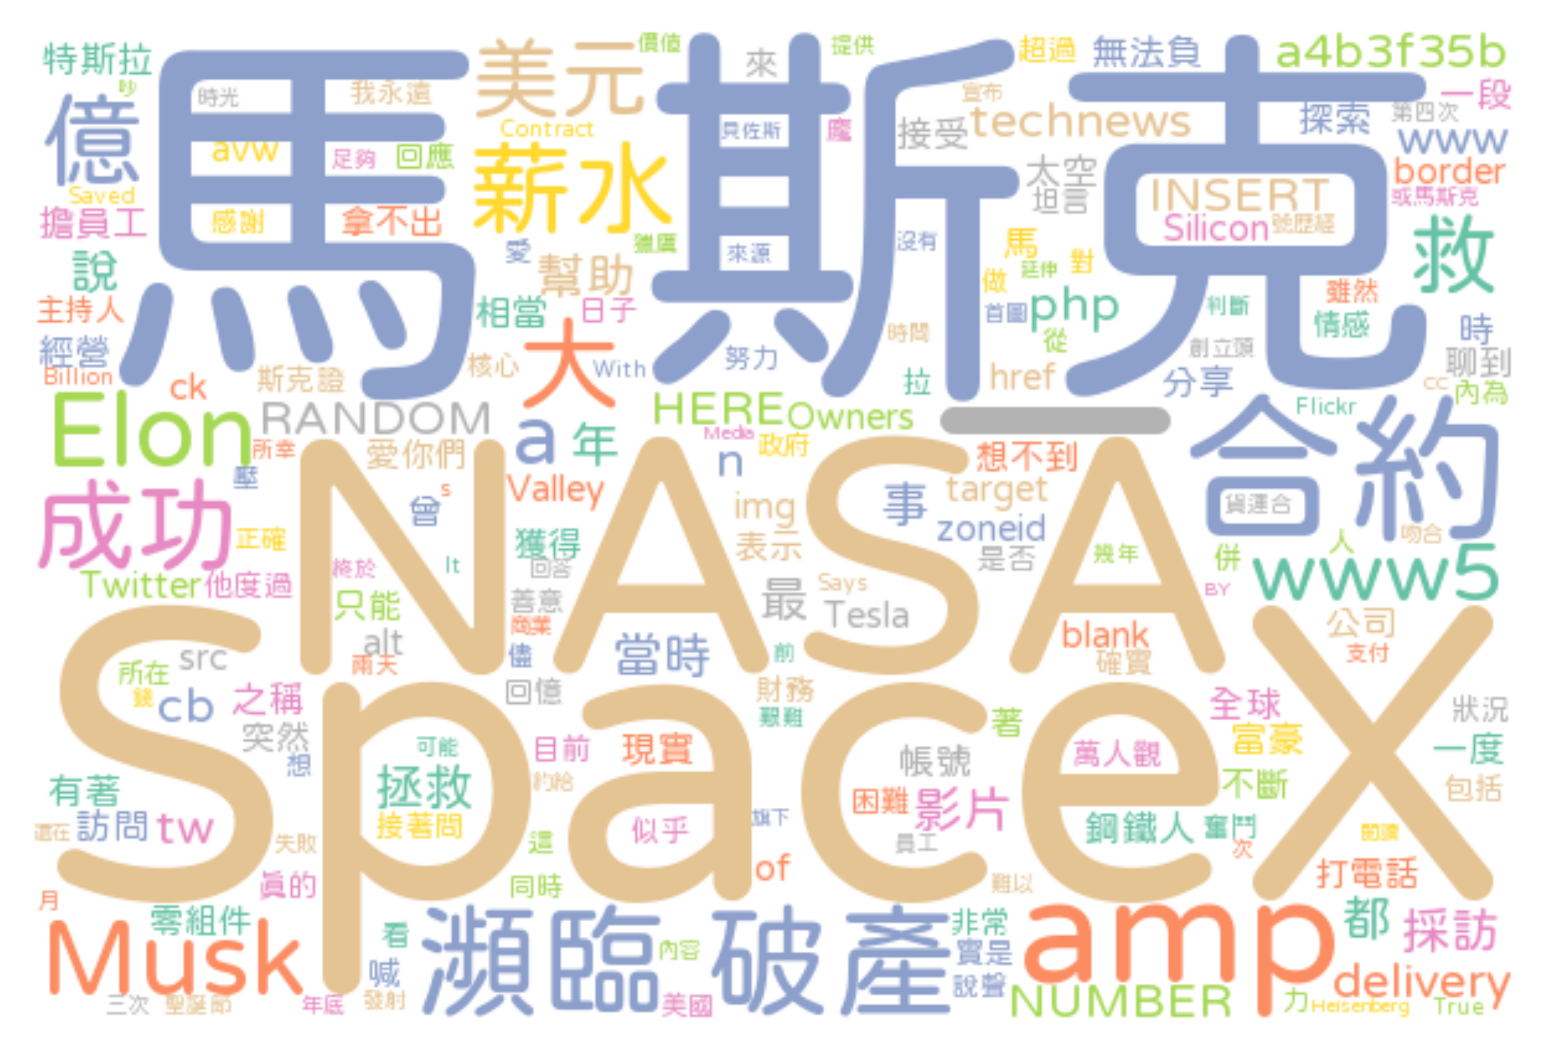 特斯拉
秒
億
Saved
擔員工
說
主持人
經營
Billion
Elon
成功
馬斯克
時光
我永遠
avw
足夠
回應
感謝
拿不出
ck
斯克證
RANDOM
美元
價值
Contract
薪水
愛
獵鷹
幫助
相當
日子
核心
大
With
來
提供
貝佐斯
魔
來源
努力
超過
宣布
無法負
a4b3f35b
接受
technews
探索
第四次
一段
www
太空
坦言
INSERT
border
或馬斯克
Silicon
號歷經
沒有
馬
對
做
延伸
救
首圖
php
判斷
雖然
情感
時
時間
從
創立頭
聊到
拉
href
分享
cc
內為
HERE
Owners
_
Flickr
所幸
壓
愛你們
a
年
Media
政府
n
想不到
合約
NASA
s
曾
Valley
img
表示
事
target
zoneid
是否
貨運合
正確
It
獲得
回答
幾年
併
人
吻合
www5
Twitter
他度過
終於
只能
善意
商業
最
Says
Tesla
BY
alt
兩天
儘
當時
前
blank
確實
公司
支付
SpaceX
所在
src
錢
cb
之稱
突然
想
回憶
財務
艱難
著
全球
狀況
富豪
可能
目前
現實
帳號
萬人觀
一度
有著
拯救
約給
不斷
包括
還在
訪問
tw
接著問
似乎
旗下
困難
影片
鋼鐵人
奮鬥
閱讀
失敗
這
員工
次
真的
同時
of
難以
打電話
月
零組件
Musk
看
喊
瀕臨
破產
內容
非常
實是
說聲
amp
都
採訪
delivery
三次
聖誕節
年底
發射
美國
NUMBER
力
Heisenberg
True